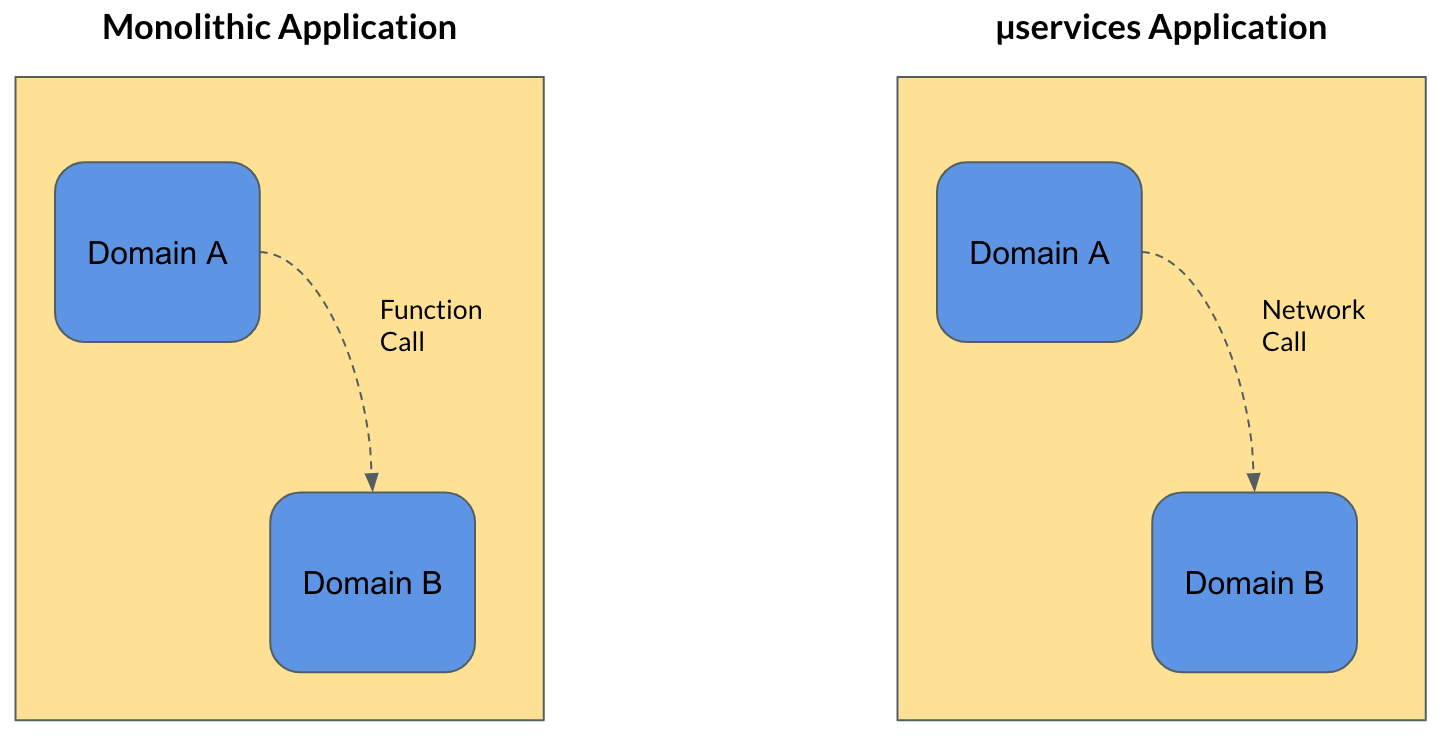 Monolithic Application
Domain A
Function
Call
Domain B
µservices Application
Domain A
Network
Call
Domain B